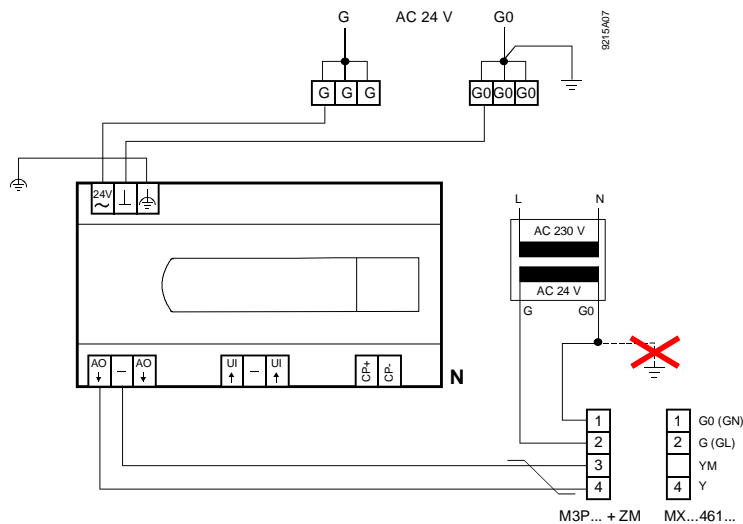 G AC 24 V G0
9215A07
G G G G0 G0 G0
24V
L N
AC 230 V
AC 24 V
G G0
AO – AO UI – UI CP+ CP-
N
1 1 G0 (GN)
2 2 G (GL)
3 YM
4 4 Y
M3P... + ZM MX...461...